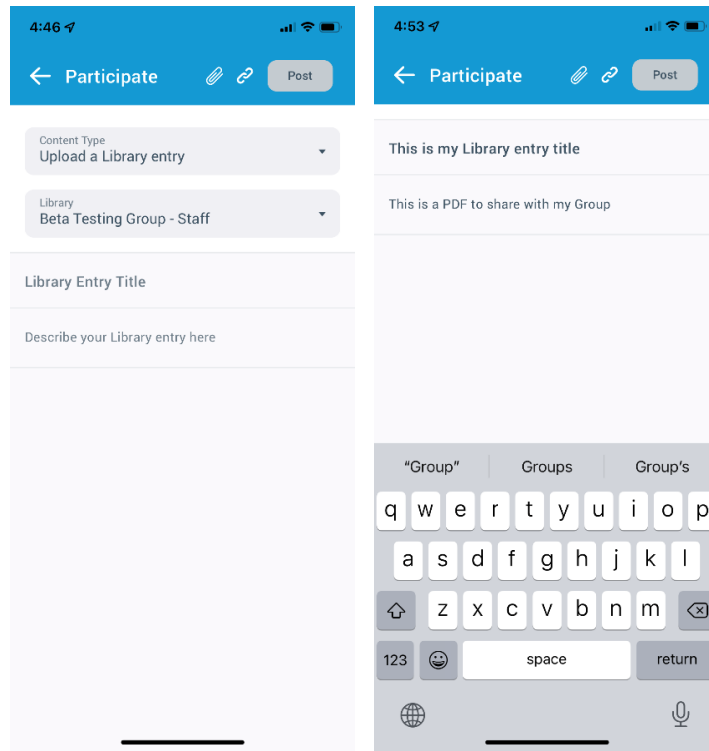 4:46
Participate
Post
Content Type
Upload a Library entry
Library
Beta Testing Group - Staff
Library Entry Title
Describe your Library entry here
4:53
Participate
Post
This is my Library entry title
This is a PDF to share with my Group
“Group” Groups Group's
q w e r t y u i o p
a s d f g h j k l
z x c v b n m
123 space return